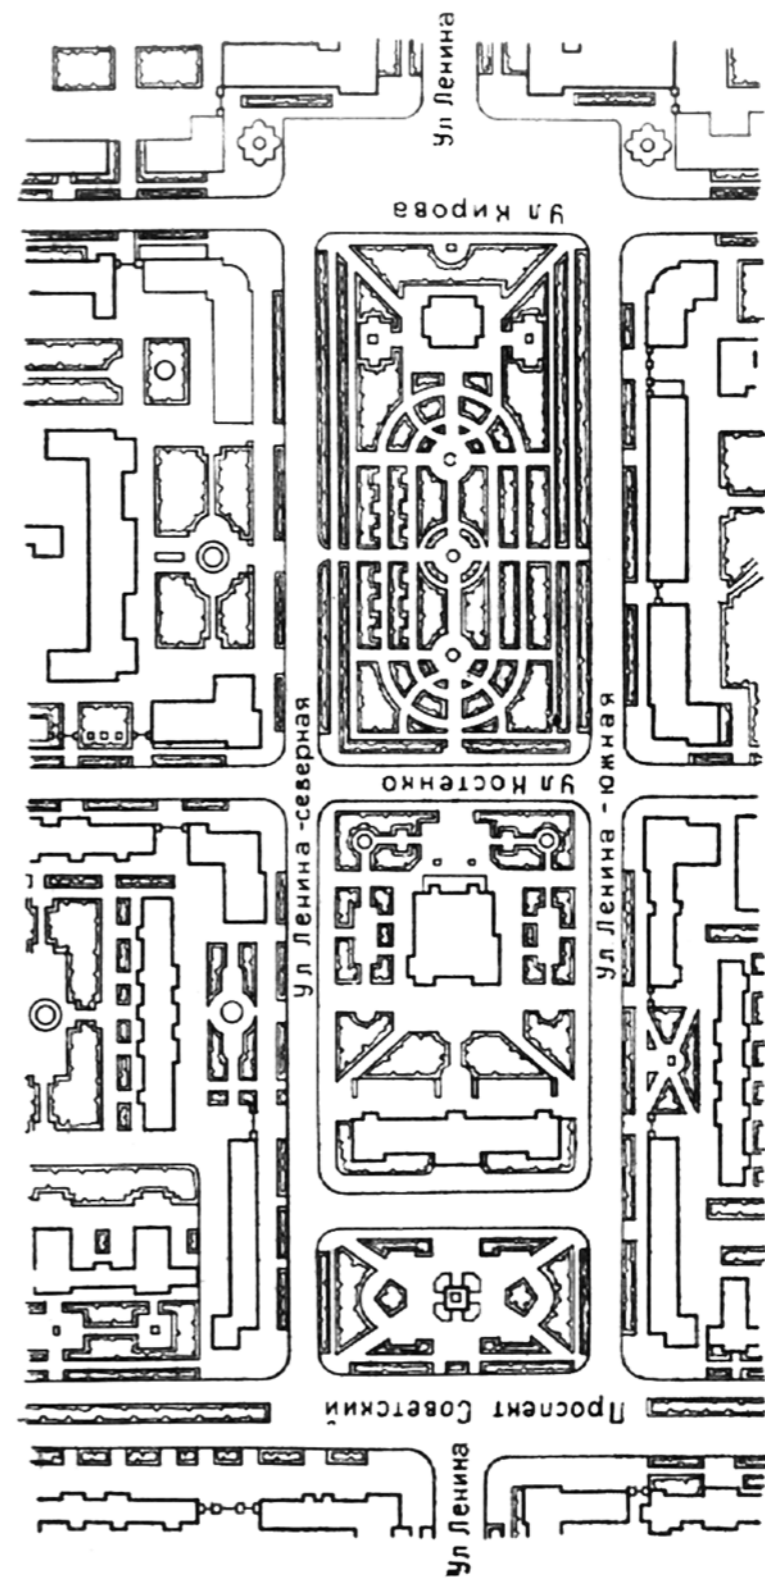 Ул Ленина
Ул Кирова
Ул Ленина-северная
Ул Костенко
Ул. Ленина - южная
Проспект Советский
Ул Ленина